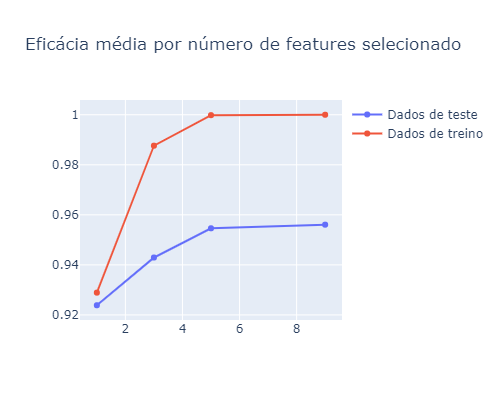 Eficácia média por número de features selecionado
Dados de teste
Dados de treino
1
0.98
0.96
0.94
0.92
2 4 6 8